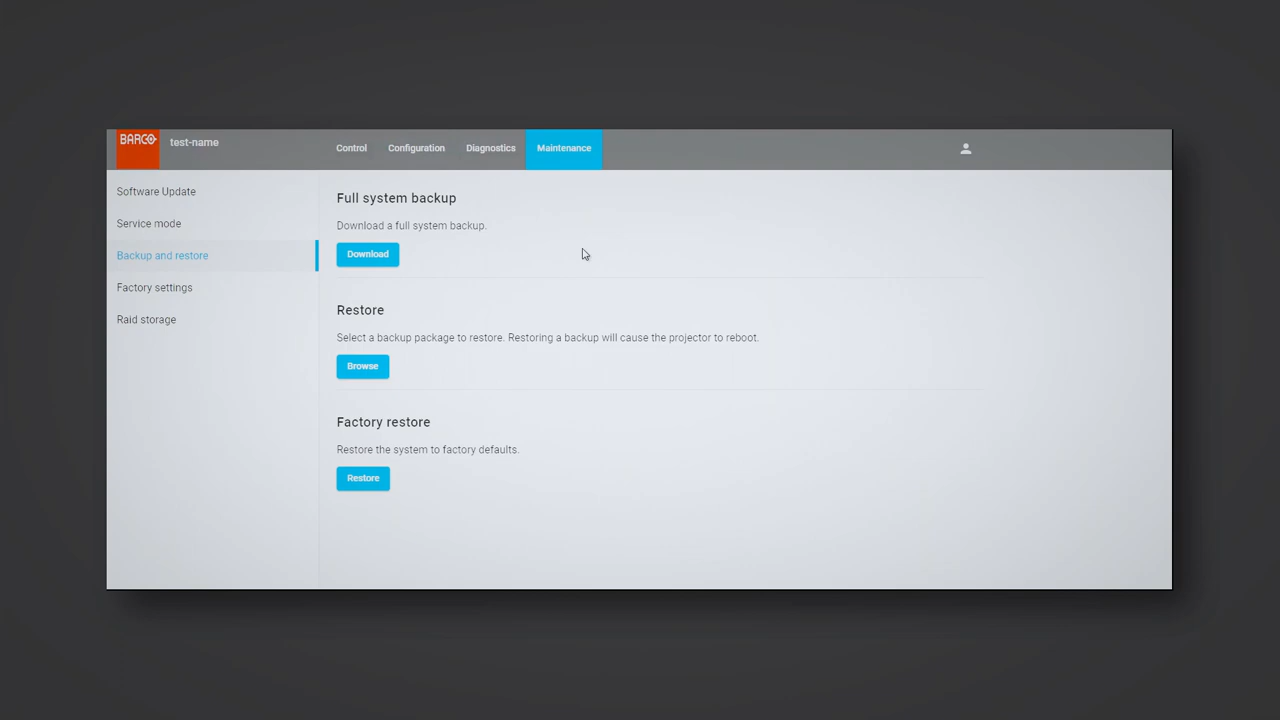 BARCO
test-name
Control
Configuration
Diagnostics
Maintenance
Software Update
Service mode
Backup and restore
Factory settings
Raid storage
Full system backup
Download a full system backup.
Download
Restore
Select a backup package to restore. Restoring a backup will cause the projector to reboot.
Browse
Factory restore
Restore the system to factory defaults.
Restore